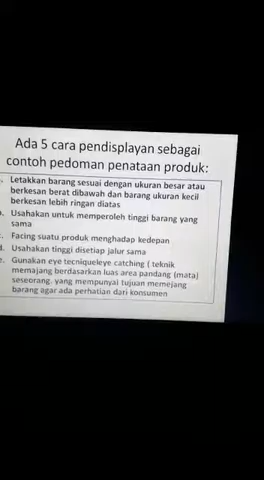 Ada 5 cara pendisplayan sebagai
contoh pedoman penataan produk:
. Letakkan barang sesuai dengan ukuran besar atau
berkesan berat dibawah dan barang ukuran kecil
berkesan lebih ringan diatas
. Usahakan untuk memperoleh tinggi barang yang
sama
. Facing suatu produk menghadap kedepan
d. Usahakan tinggi disetiap jalur sama
e. Gunakan eye tecniqueleye catching ( teknik
memajang berdasarkan luas area pandang (mata)
seseorang. yang mempunyai tujuan memejang
barang agar ada perhatian dari konsumen